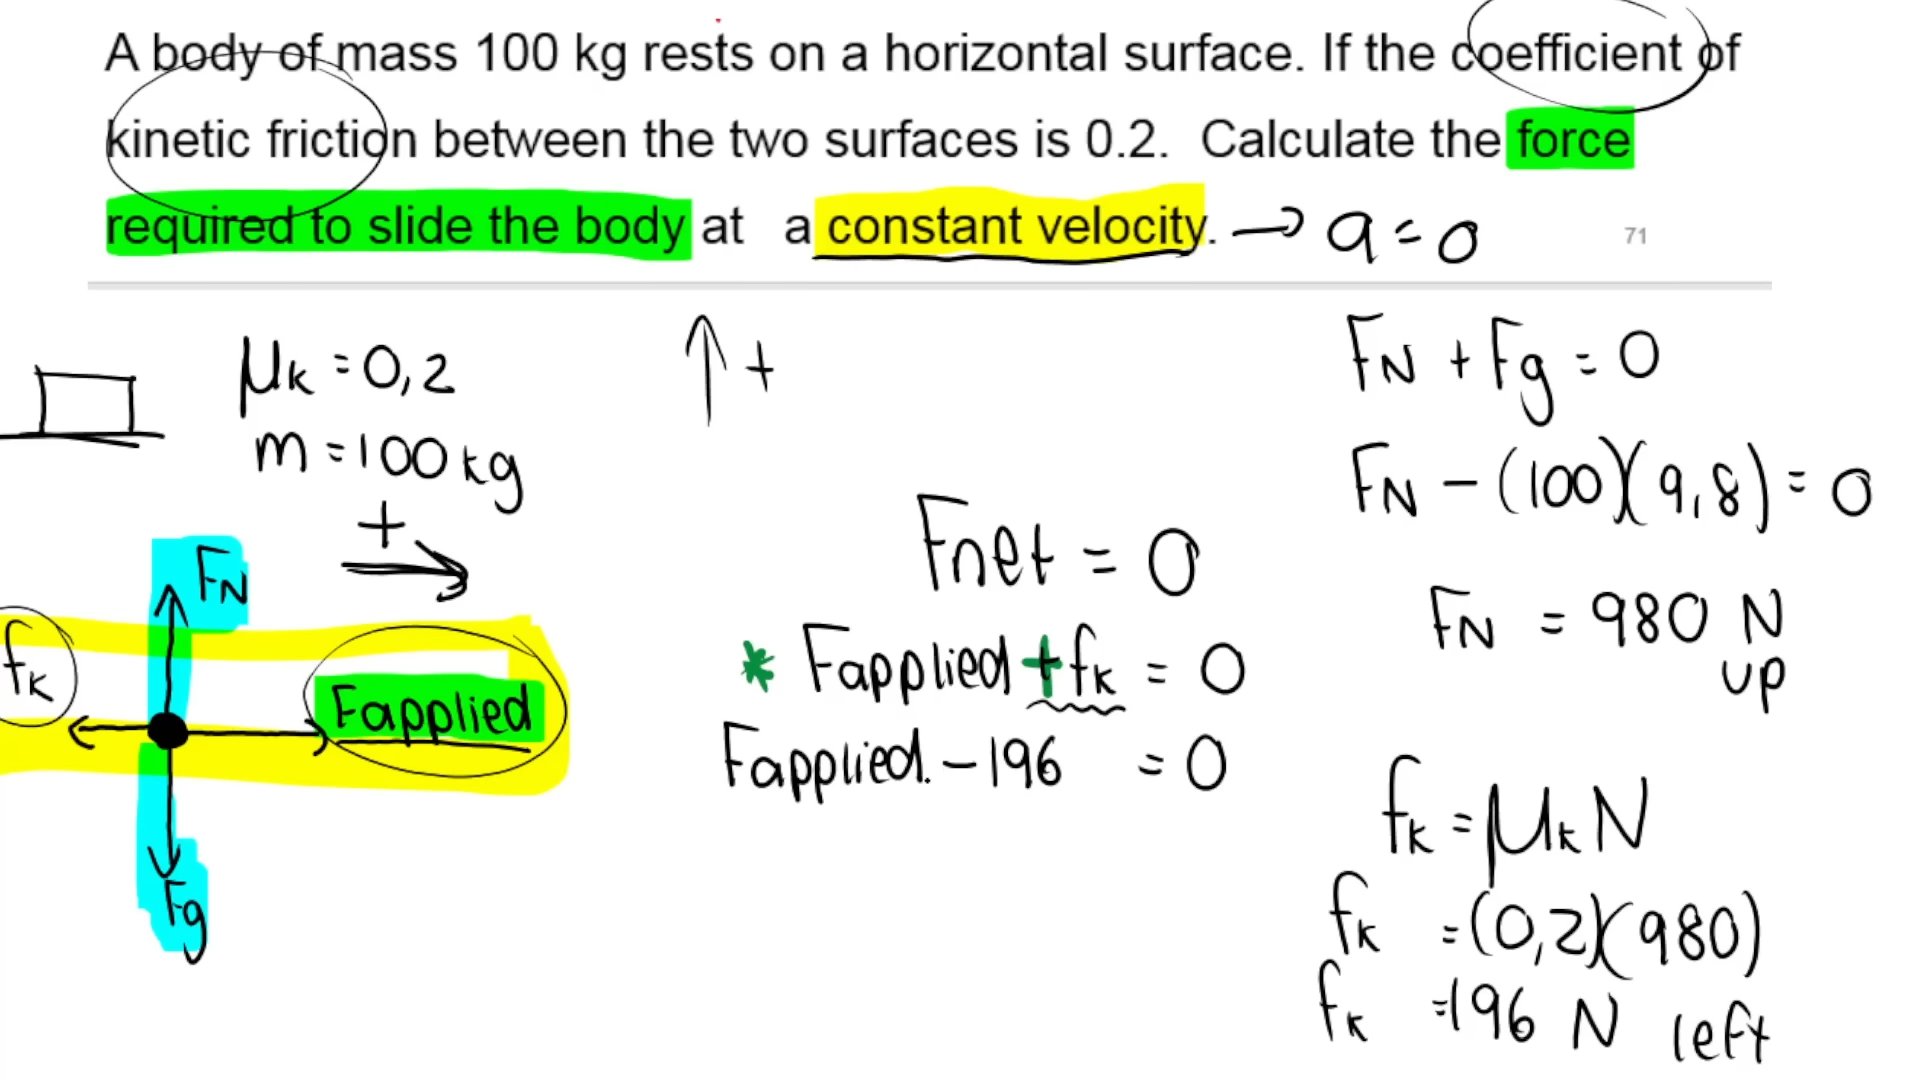 A body of mass 100 kg rests on a horizontal surface. If the coefficient of
kinetic friction between the two surfaces is 0.2. Calculate the force
required to slide the body at a constant velocity. → a = 0
71
μk = 0,2
m = 100 kg
+
↑ +
FN
fk
Fapplied
Fg
Fnet = 0
* Fapplied + fk = 0
Fapplied. - 196 = 0
FN + Fg = 0
FN - (100)(9,8) = 0
FN = 980 N
up
fk = μkN
fk = (0,2)(980)
fk = 196 N left